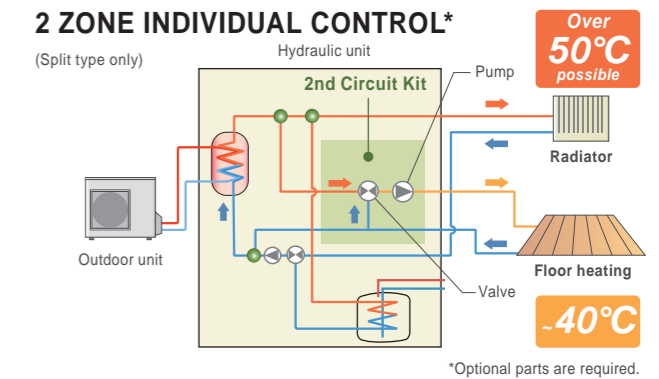 2 ZONE INDIVIDUAL CONTROL*
(Split type only)
Hydraulic unit
Over
50°C
possible
2nd Circuit Kit
Pump
Radiator
Outdoor unit
Floor heating
Valve
~40°C
*Optional parts are required.